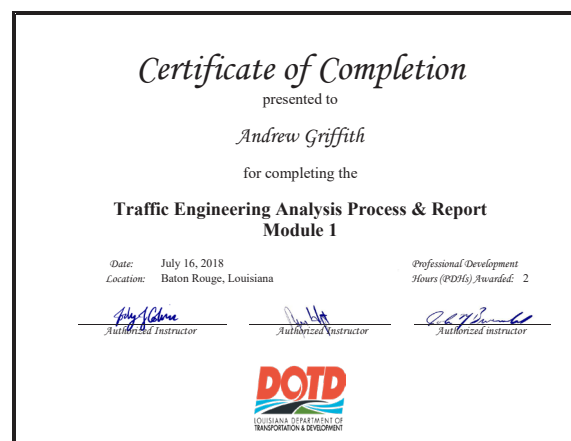 Certificate of Completion
presented to
Andrew Griffith
for completing the
Traffic Engineering Analysis Process & Report
Module 1
Date: July 16, 2018
Location: Baton Rouge, Louisiana
Professional Development
Hours (PDHs) Awarded: 2
Authorized Instructor
Authorized Instructor
Authorized instructor
DOTD
LOUISIANA DEPARTMENT OF
TRANSPORTATION & DEVELOPMENT